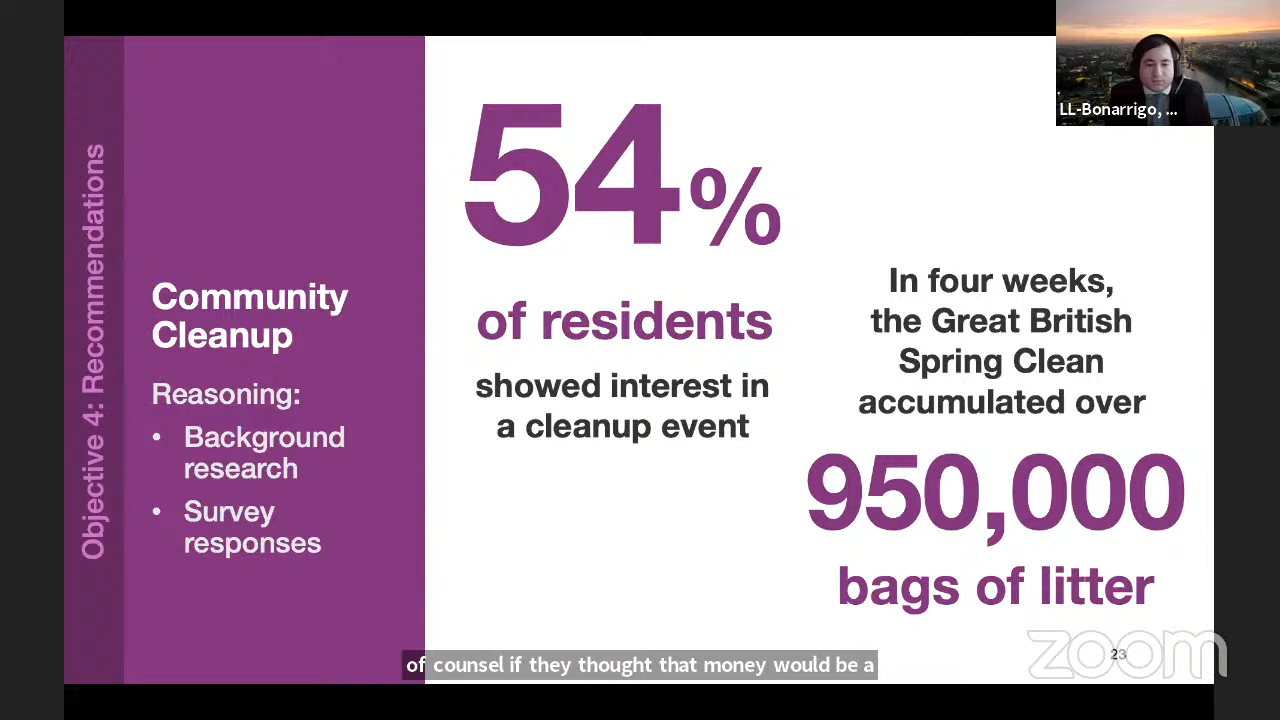 Objective 4: Recommendations
Community
Cleanup
Reasoning:
• Background
research
• Survey
responses
54%
of residents
showed interest in
a cleanup event
In four weeks,
the Great British
Spring Clean
accumulated over
950,000
bags of litter
LL-Bonarrigo, ...
of counsel if they thought that money would be a
23
zoom